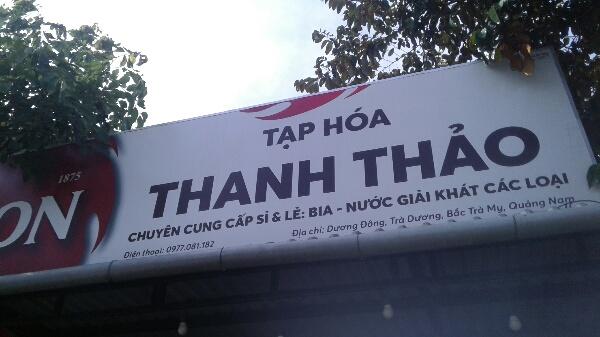 1875
ON
TẠP HÓA
THANH THẢO
CHUYÊN CUNG CẤP SỈ & LẺ: BIA - NƯỚC GIẢI KHÁT CÁC LOẠI
Điện thoại: 0977.081.182
Địa chỉ: Dương Đông, Trà Dương, Bắc Trà My, Quảng Nam